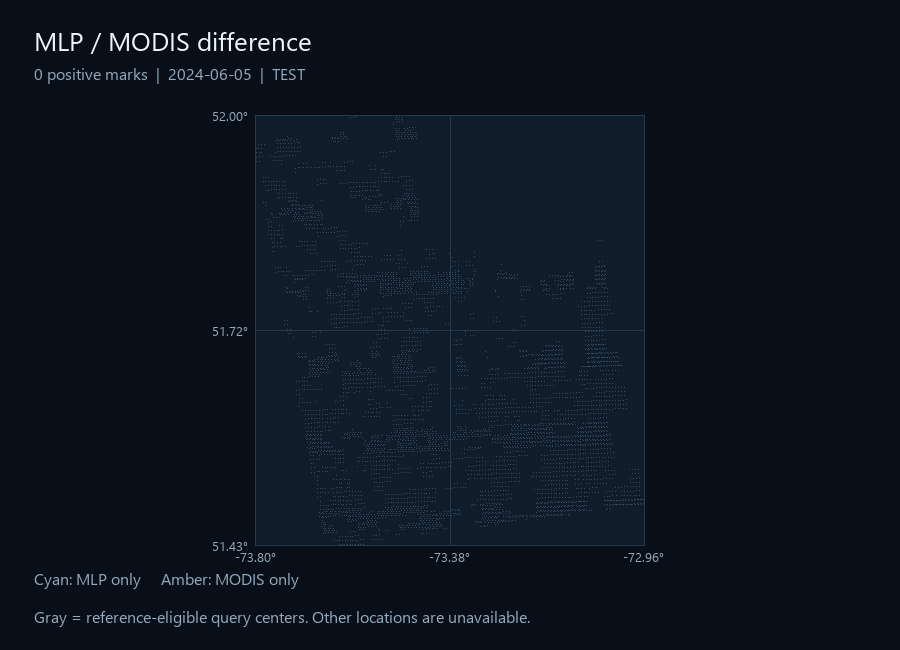 MLP / MODIS difference
0 positive marks | 2024-06-05 | TEST
52.00°
51.72°
51.43°
-73.80° -73.38° -72.96°
Cyan: MLP only Amber: MODIS only
Gray = reference-eligible query centers. Other locations are unavailable.